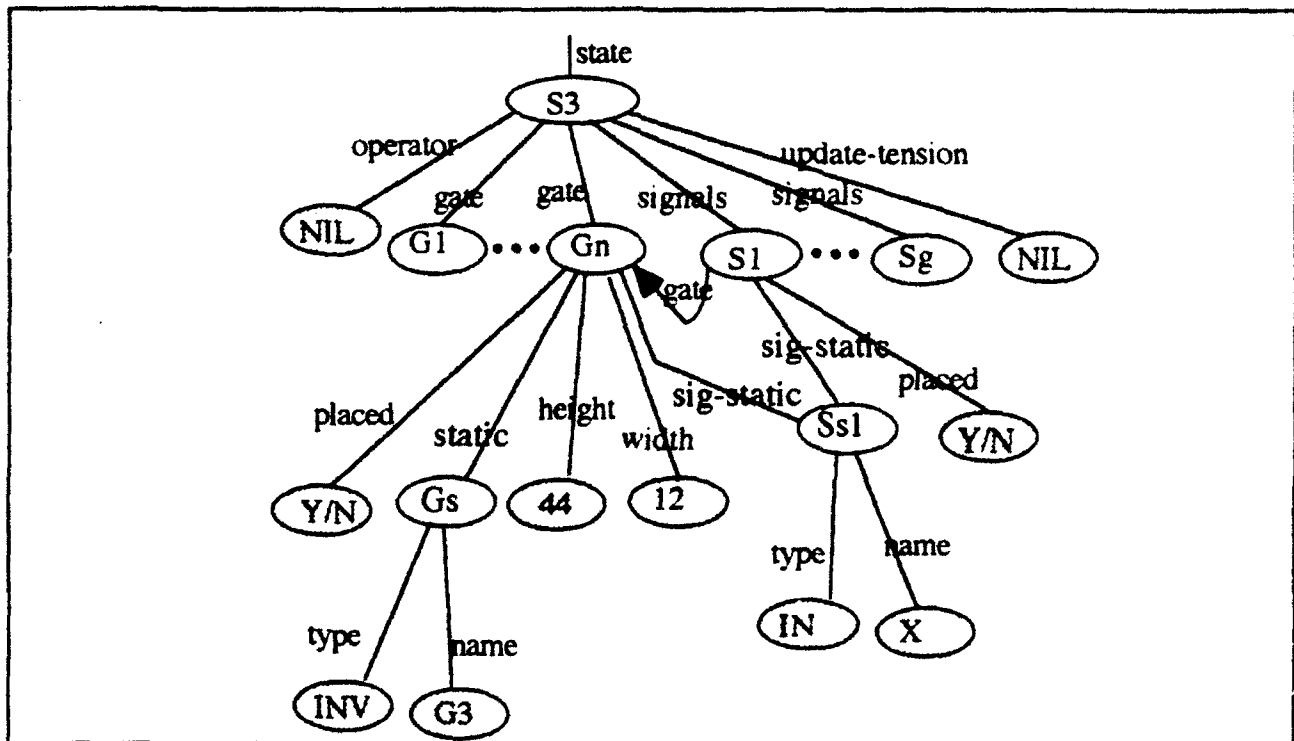 state
S3
operator
update-tension
gate
gate
signals
signals
NIL
G1
•••
Gn
S1
•••
Sg
NIL
gate
sig-static
placed
sig-static
placed
static
height
width
Ss1
Y/N
Y/N
Gs
44
12
type
name
IN
X
type
name
INV
G3